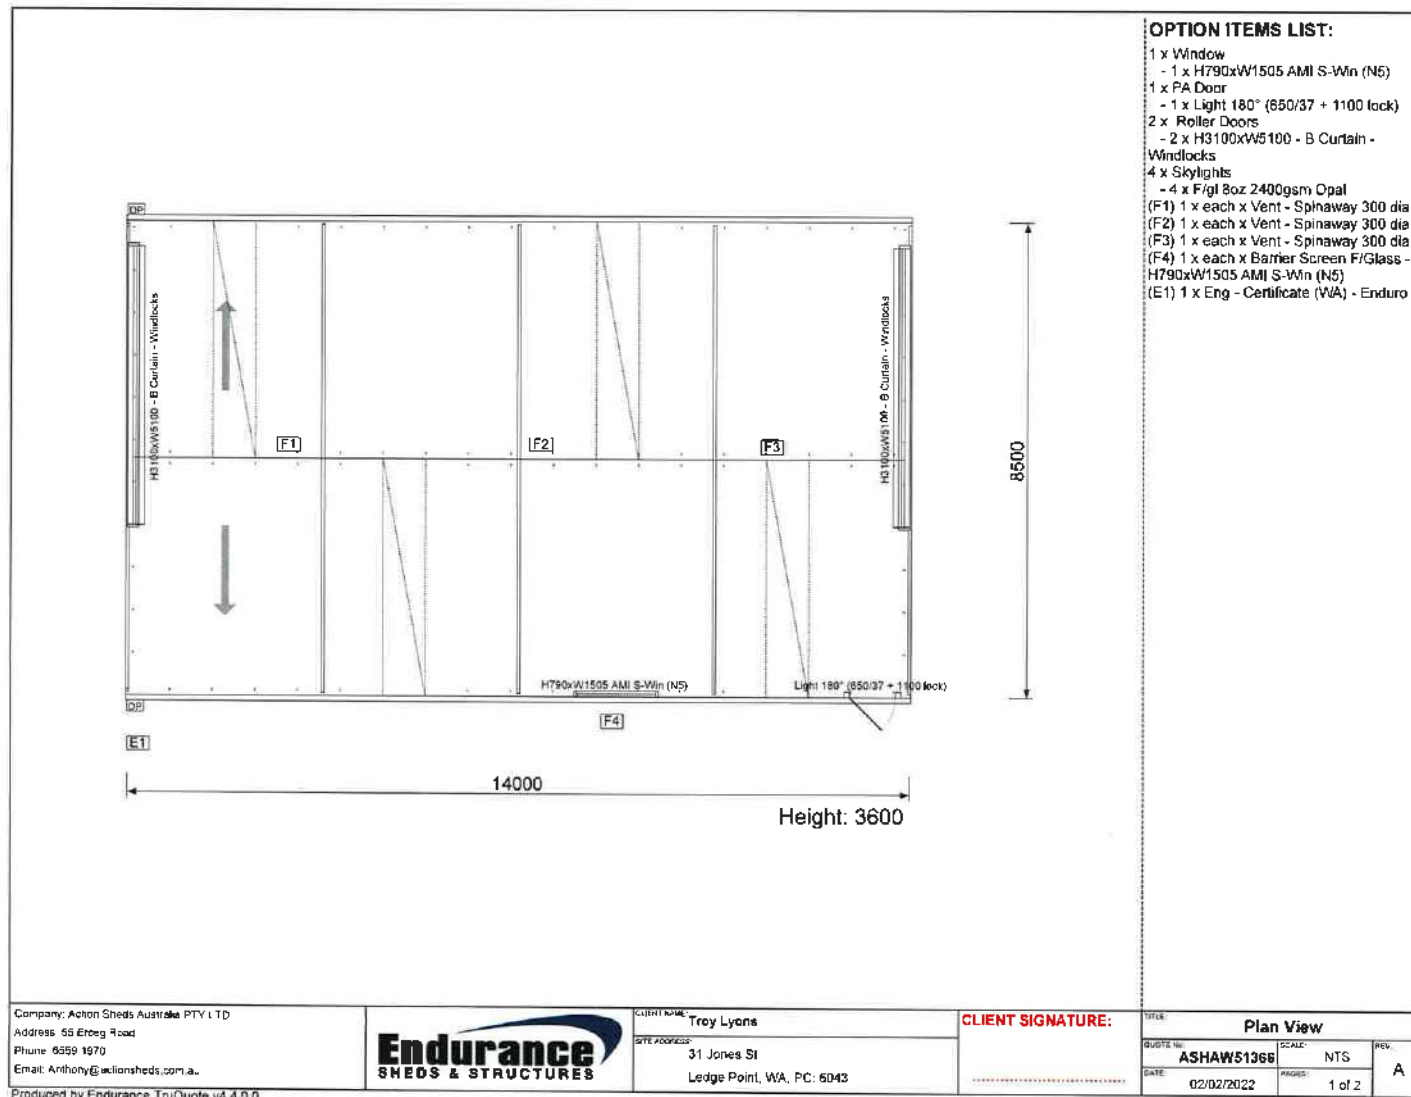 OPTION ITEMS LIST:
1 x Window
- 1 x H790xW1505 AMI S-Win (N5)
1 x PA Door
- 1 x Light 180° (650/37 + 1100 lock)
2 x Roller Doors
- 2 x H3100xW5100 - B Curtain -
Windlocks
4 x Skylights
- 4 x F/gl 8oz 2400gsm Opal
(F1) 1 x each x Vent - Spinaway 300 dia
(F2) 1 x each x Vent - Spinaway 300 dia
(F3) 1 x each x Vent - Spinaway 300 dia
(F4) 1 x each x Barrier Screen F/Glass -
H790xW1505 AMI S-Win (N5)
(E1) 1 x Eng - Certificate (WA) - Enduro
DP
H3100xW5100 - B Curtain - Windlocks
H3100xW5100 - B Curtain - Windlocks
F1
F2
F3
8500
H790xW1505 AMI S-Win (N5)
Light 180° (650/37 + 1100 lock)
DP
F4
E1
14000
Height: 3600
Company: Action Sheds Australia PTY LTD
Address: 55 Road
Phone: 6559 1970
Email: Anthony@actionsheds.com.au
Endurance
SHEDS & STRUCTURES
CLIENT NAME:
Troy Lyons
SITE ADDRESS:
31 Jones St
Ledge Point, WA, PC: 6043
CLIENT SIGNATURE:
TITLE:
Plan View
QUOTE No:
ASHAW51366
SCALE:
NTS
REV.
A
DATE:
02/02/2022
PAGES:
1 of 2
Produced by Endurance TruQuote v4.4.0.0